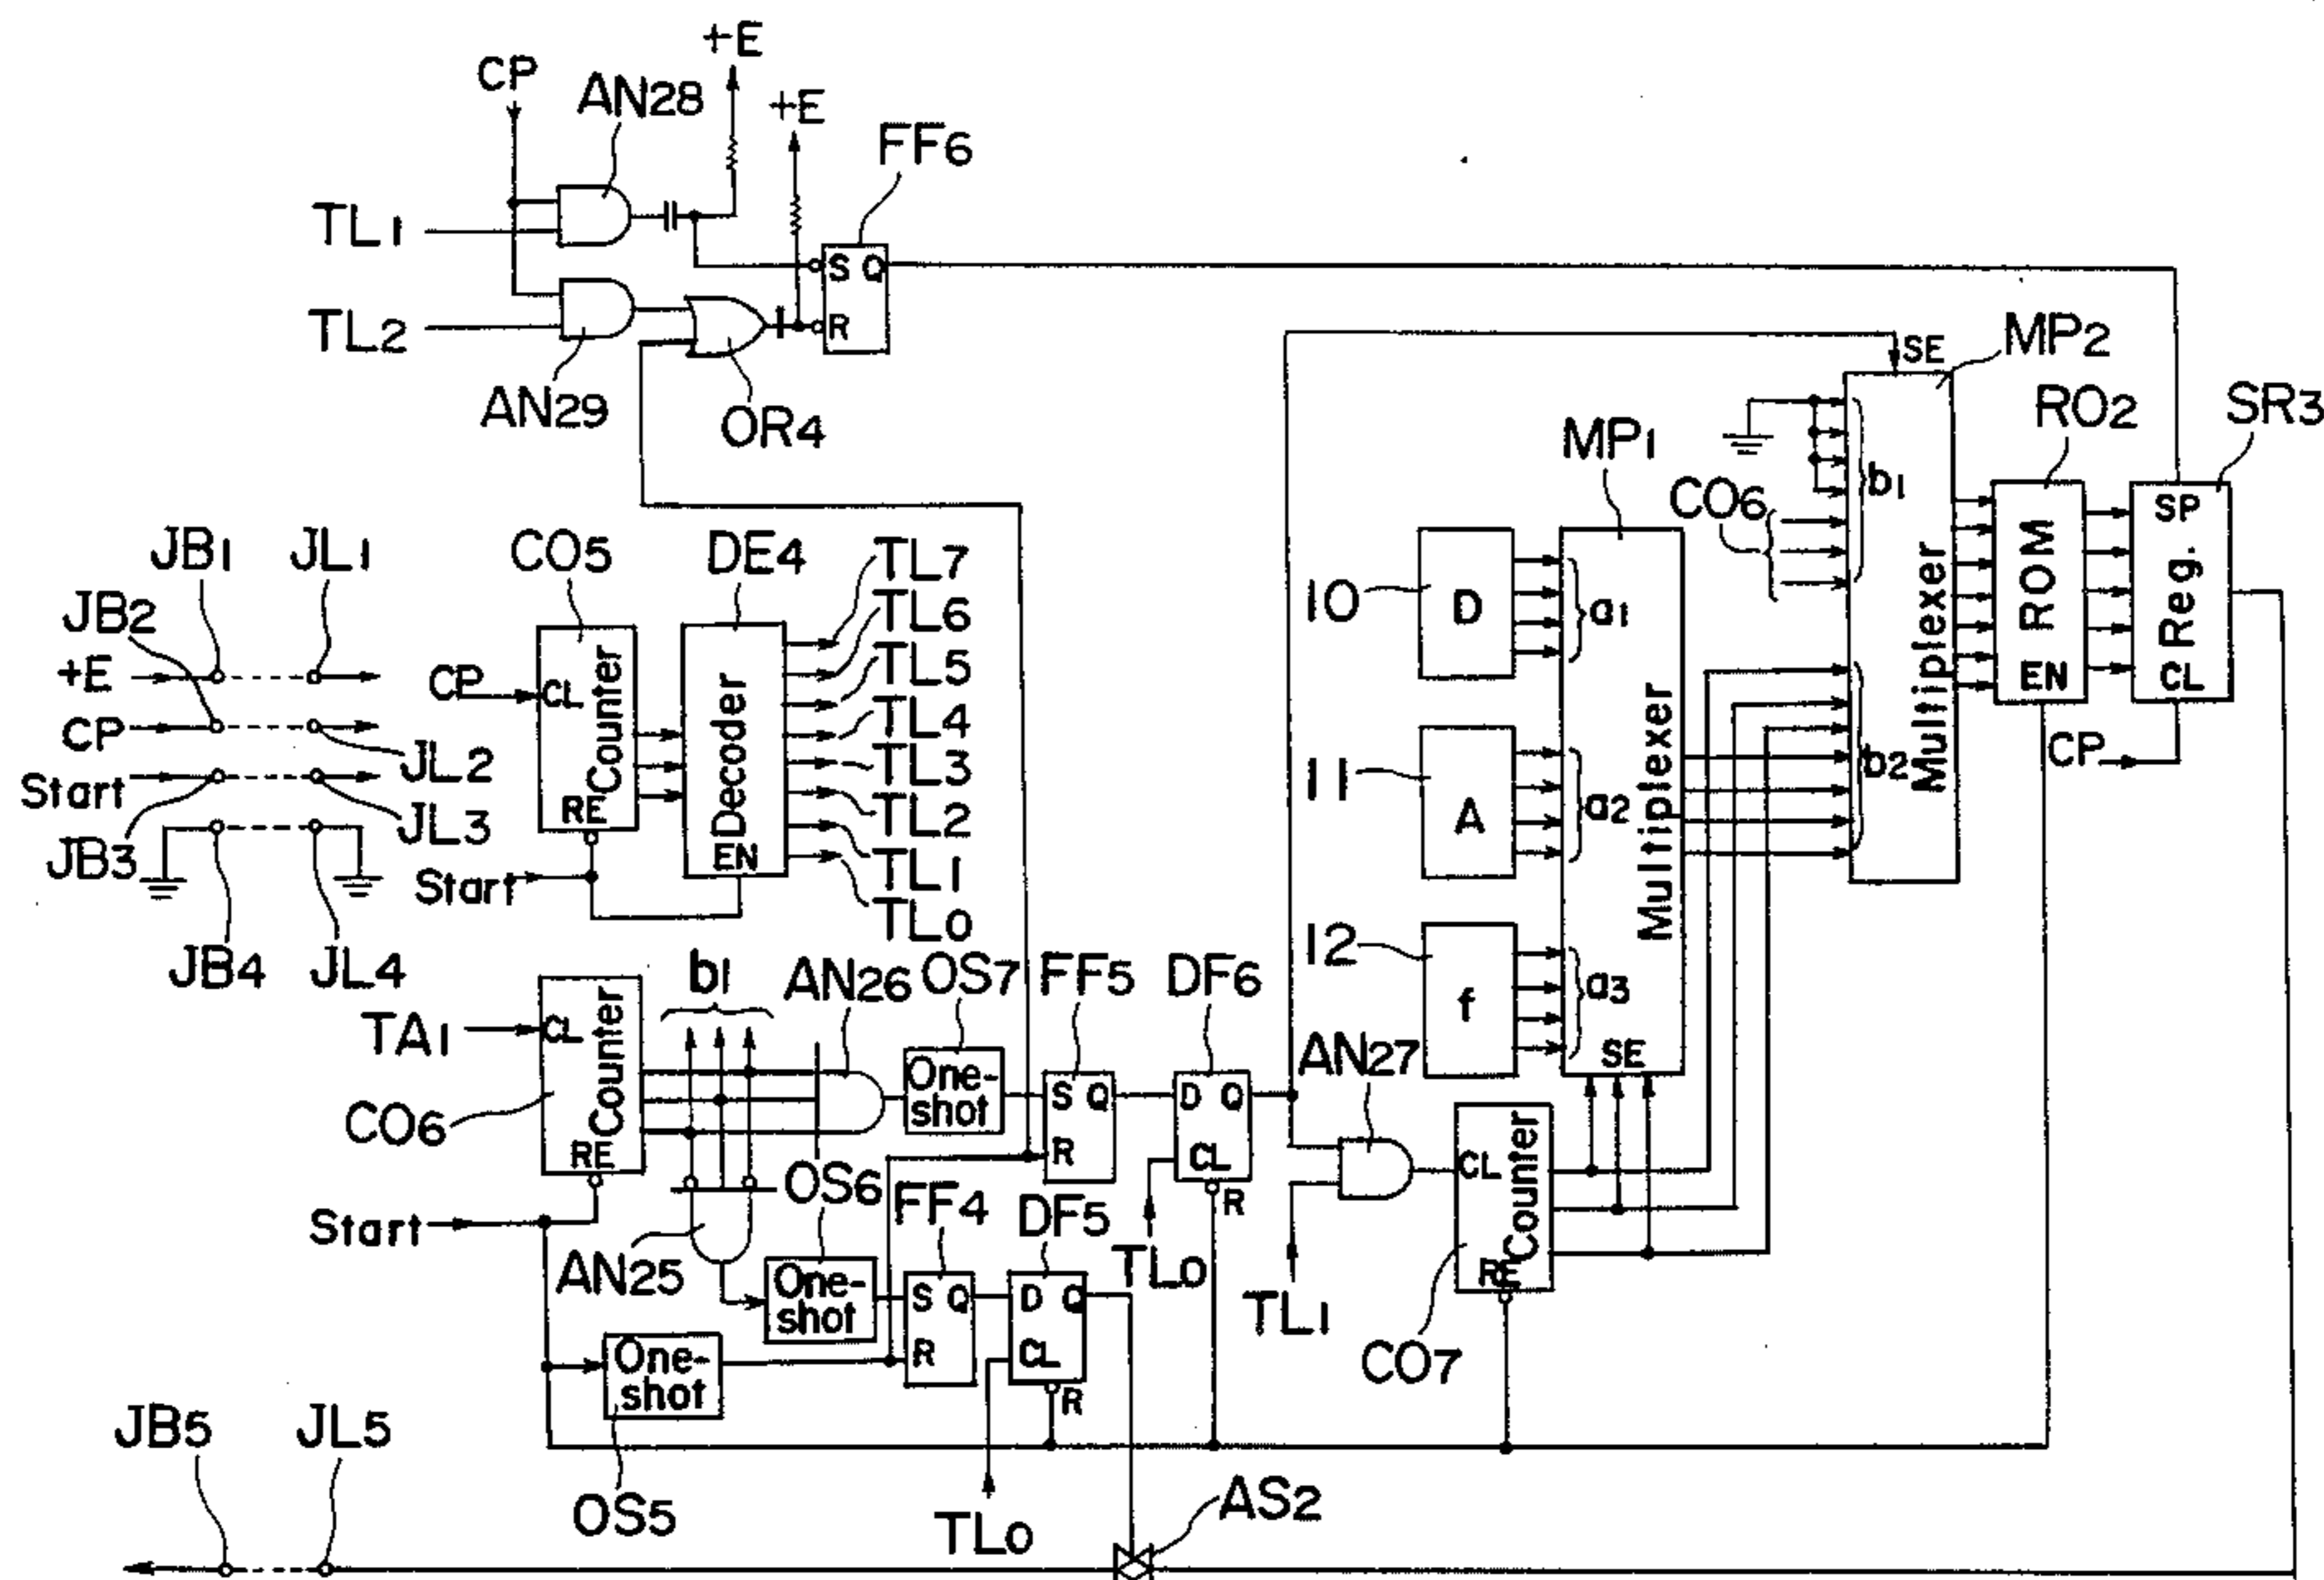 +E
CP
AN28
+E
FF6
TL1
S Q
R
TL2
AN29
OR4
SE
MP2
RO2
SR3
MP1
b1
CO6
SP
Reg.
CL
ROM
EN
Multiplexer
CP
b2
10
D
a1
11
A
a2
Multiplexer
12
f
a3
SE
JB1
JL1
JB2
+E
CP
JL2
Start
JL3
JB3
JB4
JL4
CO5
DE4
CP
CL
Counter
RE
Start
Decoder
EN
TL7
TL6
TL5
TL4
TL3
TL2
TL1
TL0
b1
AN26
OS7
FF5
DF6
AN27
TA1
CL
Counter
RE
CO6
One-
shot
S Q
R
D Q
CL
R
Start
AN25
OS6
FF4
DF5
One-
shot
S Q
R
D Q
CL
R
TL0
TL1
CL
Counter
RE
CO7
One-
shot
OS5
TL0
AS2
JB5
JL5